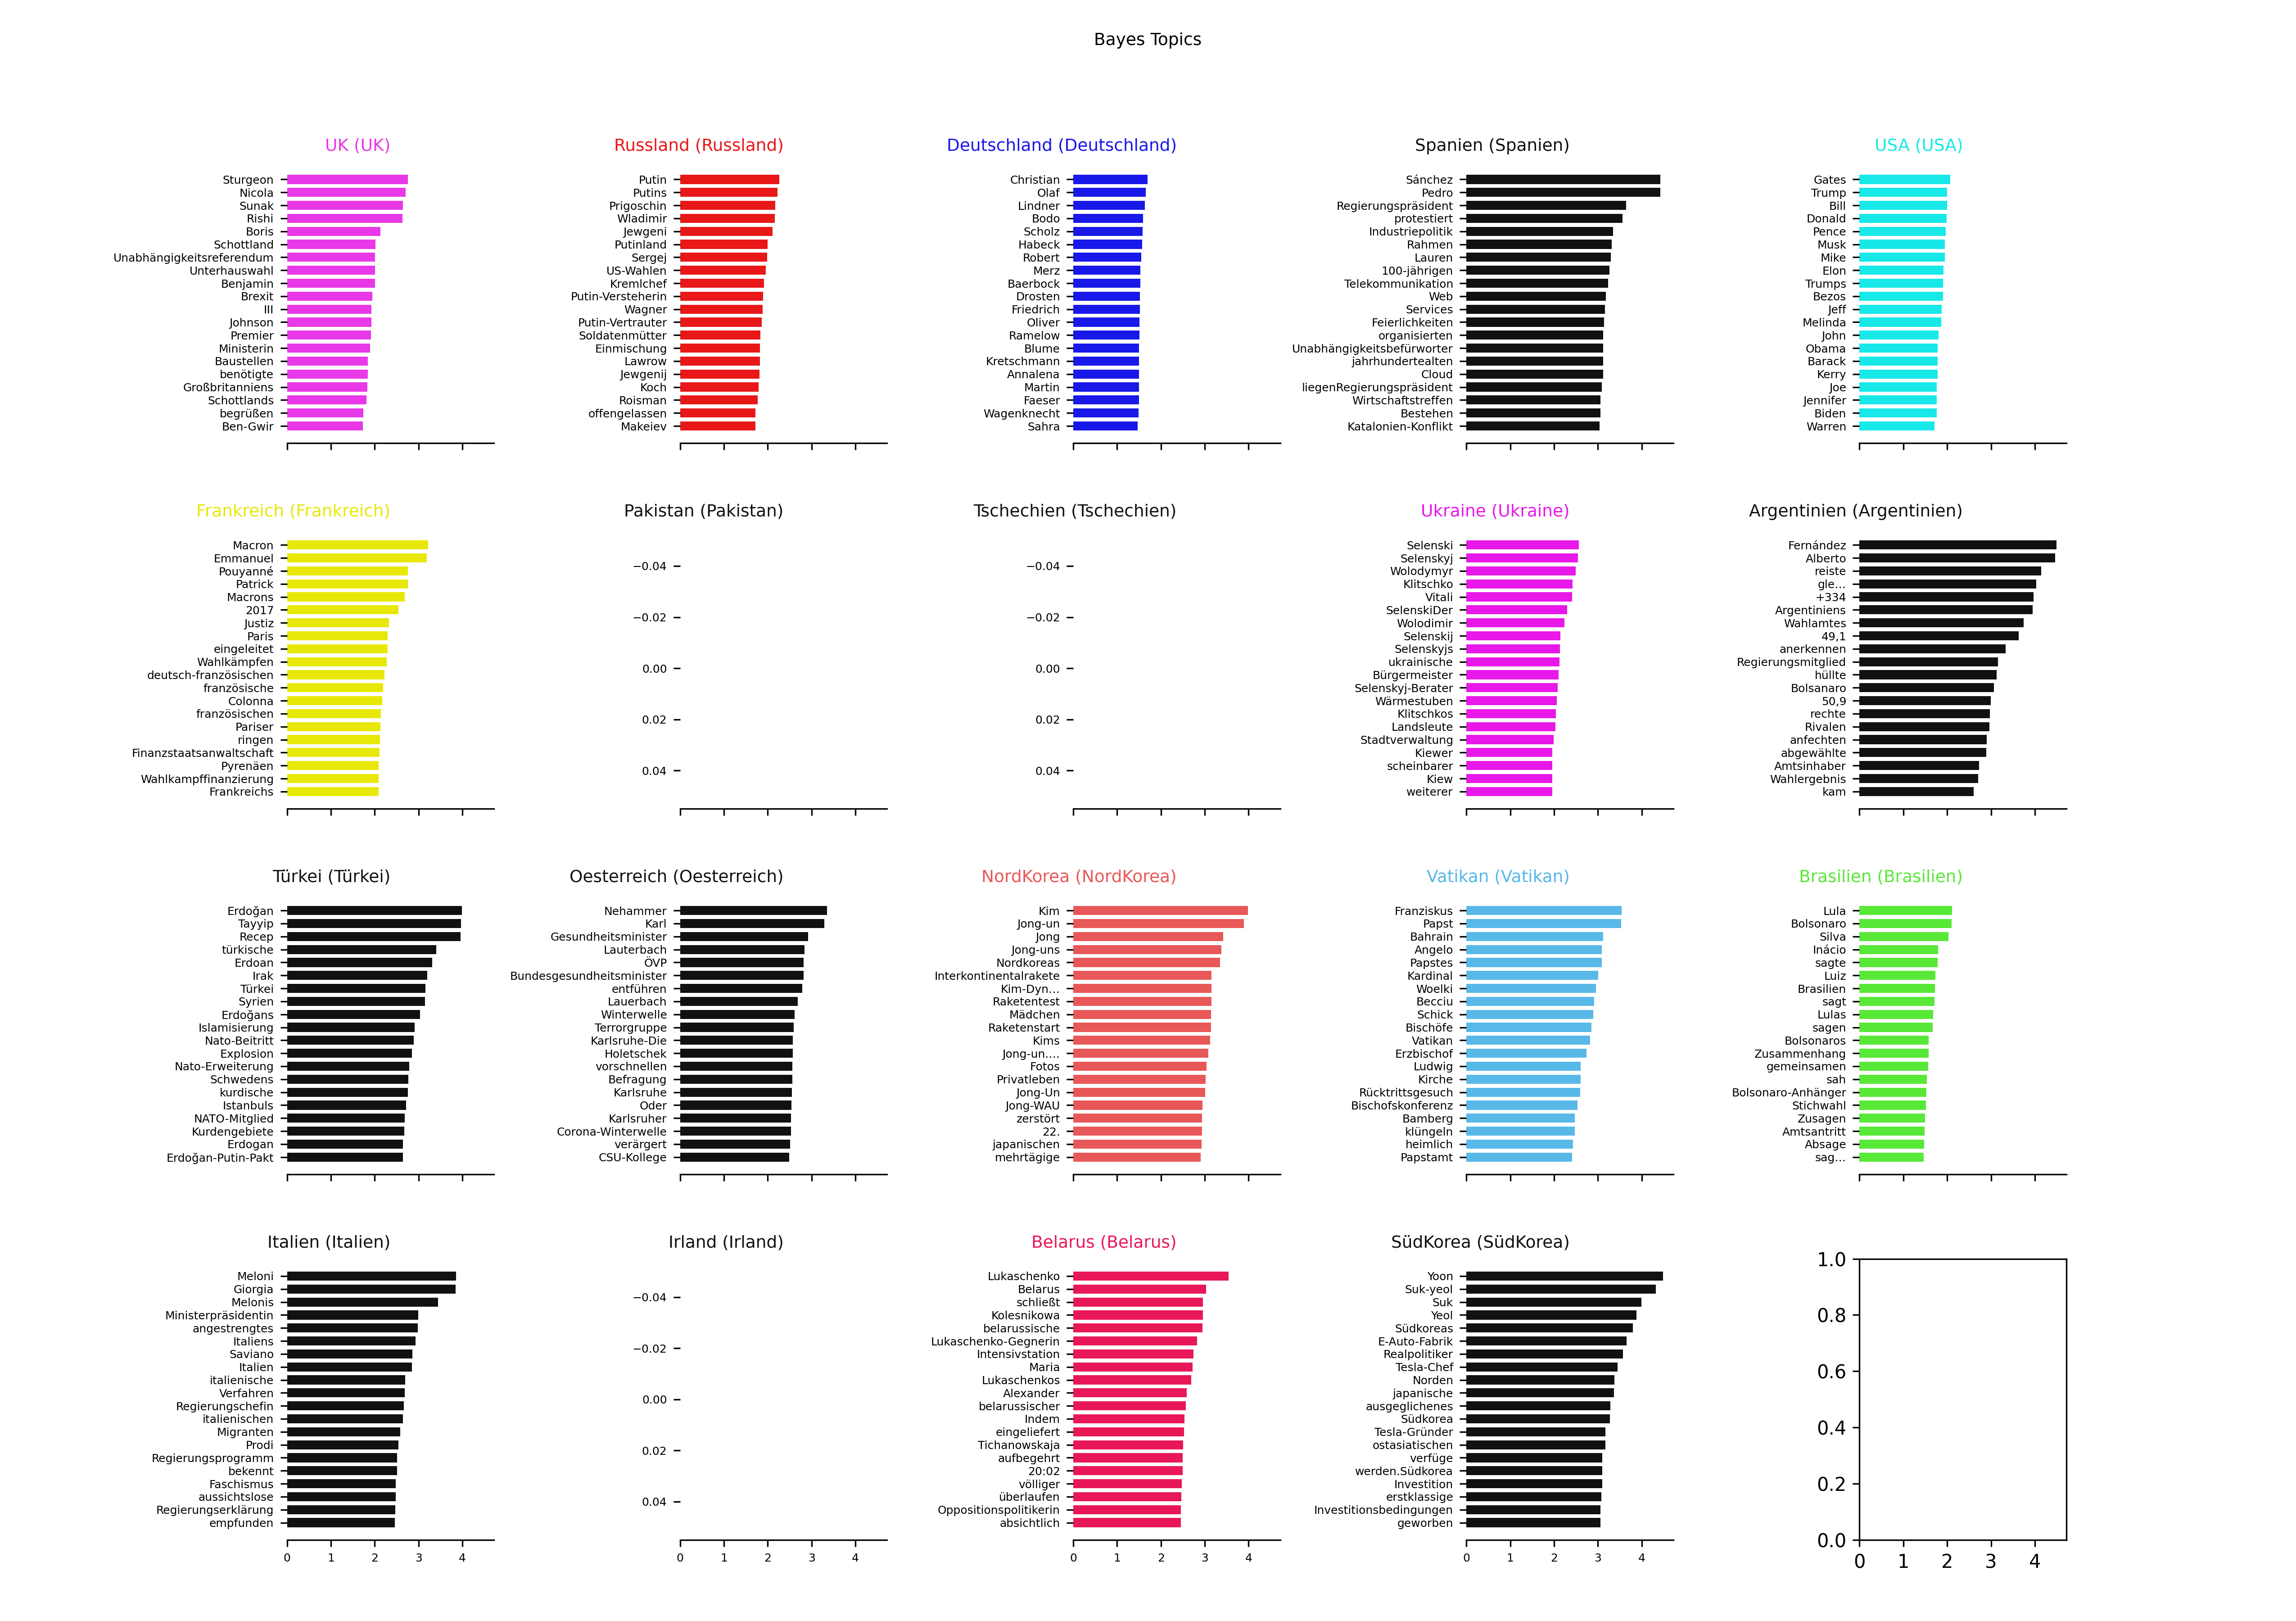 Bayes Topics
UK (UK)
Sturgeon
Nicola
Sunak
Rishi
Boris
Schottland
Unabhängigkeitsreferendum
Unterhauswahl
Benjamin
Brexit
III
Johnson
Premier
Ministerin
Baustellen
benötigte
Großbritanniens
Schottlands
begrüßen
Ben-Gwir
Russland (Russland)
Putin
Putins
Prigoschin
Wladimir
Jewgeni
Putinland
Sergej
US-Wahlen
Kremlchef
Putin-Versteherin
Wagner
Putin-Vertrauter
Soldatenmütter
Einmischung
Lawrow
Jewgenij
Koch
Roisman
offengelassen
Makeiev
Deutschland (Deutschland)
Christian
Olaf
Lindner
Bodo
Scholz
Habeck
Robert
Merz
Baerbock
Drosten
Friedrich
Oliver
Ramelow
Blume
Kretschmann
Annalena
Martin
Faeser
Wagenknecht
Sahra
Spanien (Spanien)
Sánchez
Pedro
Regierungspräsident
protestiert
Industriepolitik
Rahmen
Lauren
100-jährigen
Telekommunikation
Web
Services
Feierlichkeiten
organisierten
Unabhängigkeitsbefürworter
jahrhundertealten
Cloud
liegenRegierungspräsident
Wirtschaftstreffen
Bestehen
Katalonien-Konflikt
USA (USA)
Gates
Trump
Bill
Donald
Pence
Musk
Mike
Elon
Trumps
Bezos
Jeff
Melinda
John
Obama
Barack
Kerry
Joe
Jennifer
Biden
Warren
Frankreich (Frankreich)
Macron
Emmanuel
Pouyanné
Patrick
Macrons
2017
Justiz
Paris
eingeleitet
Wahlkämpfen
deutsch-französischen
französische
Colonna
französischen
Pariser
ringen
Finanzstaatsanwaltschaft
Pyrenäen
Wahlkampffinanzierung
Frankreichs
Pakistan (Pakistan)
−0.04
−0.02
0.00
0.02
0.04
Tschechien (Tschechien)
−0.04
−0.02
0.00
0.02
0.04
Ukraine (Ukraine)
Selenski
Selenskyj
Wolodymyr
Klitschko
Vitali
SelenskiDer
Wolodimir
Selenskij
Selenskyjs
ukrainische
Bürgermeister
Selenskyj-Berater
Wärmestuben
Klitschkos
Landsleute
Stadtverwaltung
Kiewer
scheinbarer
Kiew
weiterer
Argentinien (Argentinien)
Fernández
Alberto
reiste
gle...
+334
Argentiniens
Wahlamtes
49,1
anerkennen
Regierungsmitglied
hüllte
Bolsanaro
50,9
rechte
Rivalen
anfechten
abgewählte
Amtsinhaber
Wahlergebnis
kam
Türkei (Türkei)
Erdoğan
Tayyip
Recep
türkische
Erdoan
Irak
Türkei
Syrien
Erdoğans
Islamisierung
Nato-Beitritt
Explosion
Nato-Erweiterung
Schwedens
kurdische
Istanbuls
NATO-Mitglied
Kurdengebiete
Erdogan
Erdoğan-Putin-Pakt
Oesterreich (Oesterreich)
Nehammer
Karl
Gesundheitsminister
Lauterbach
ÖVP
Bundesgesundheitsminister
entführen
Lauerbach
Winterwelle
Terrorgruppe
Karlsruhe-Die
Holetschek
vorschnellen
Befragung
Karlsruhe
Oder
Karlsruher
Corona-Winterwelle
verärgert
CSU-Kollege
NordKorea (NordKorea)
Kim
Jong-un
Jong
Jong-uns
Nordkoreas
Interkontinentalrakete
Kim-Dyn...
Raketentest
Mädchen
Raketenstart
Kims
Jong-un....
Fotos
Privatleben
Jong-Un
Jong-WAU
zerstört
22.
japanischen
mehrtägige
Vatikan (Vatikan)
Franziskus
Papst
Bahrain
Angelo
Papstes
Kardinal
Woelki
Becciu
Schick
Bischöfe
Vatikan
Erzbischof
Ludwig
Kirche
Rücktrittsgesuch
Bischofskonferenz
Bamberg
klüngeln
heimlich
Papstamt
Brasilien (Brasilien)
Lula
Bolsonaro
Silva
Inácio
sagte
Luiz
Brasilien
sagt
Lulas
sagen
Bolsonaros
Zusammenhang
gemeinsamen
sah
Bolsonaro-Anhänger
Stichwahl
Zusagen
Amtsantritt
Absage
sag...
Italien (Italien)
Meloni
Giorgia
Melonis
Ministerpräsidentin
angestrengtes
Italiens
Saviano
Italien
italienische
Verfahren
Regierungschefin
italienischen
Migranten
Prodi
Regierungsprogramm
bekennt
Faschismus
aussichtslose
Regierungserklärung
empfunden
0 1 2 3 4
Irland (Irland)
−0.04
−0.02
0.00
0.02
0.04
0 1 2 3 4
Belarus (Belarus)
Lukaschenko
Belarus
schließt
Kolesnikowa
belarussische
Lukaschenko-Gegnerin
Intensivstation
Maria
Lukaschenkos
Alexander
belarussischer
Indem
eingeliefert
Tichanowskaja
aufbegehrt
20:02
völliger
überlaufen
Oppositionspolitikerin
absichtlich
0 1 2 3 4
SüdKorea (SüdKorea)
Yoon
Suk-yeol
Suk
Yeol
Südkoreas
E-Auto-Fabrik
Realpolitiker
Tesla-Chef
Norden
japanische
ausgeglichenes
Südkorea
Tesla-Gründer
ostasiatischen
verfüge
werden.Südkorea
Investition
erstklassige
Investitionsbedingungen
geworben
0 1 2 3 4
1.0
0.8
0.6
0.4
0.2
0.0
0 1 2 3 4